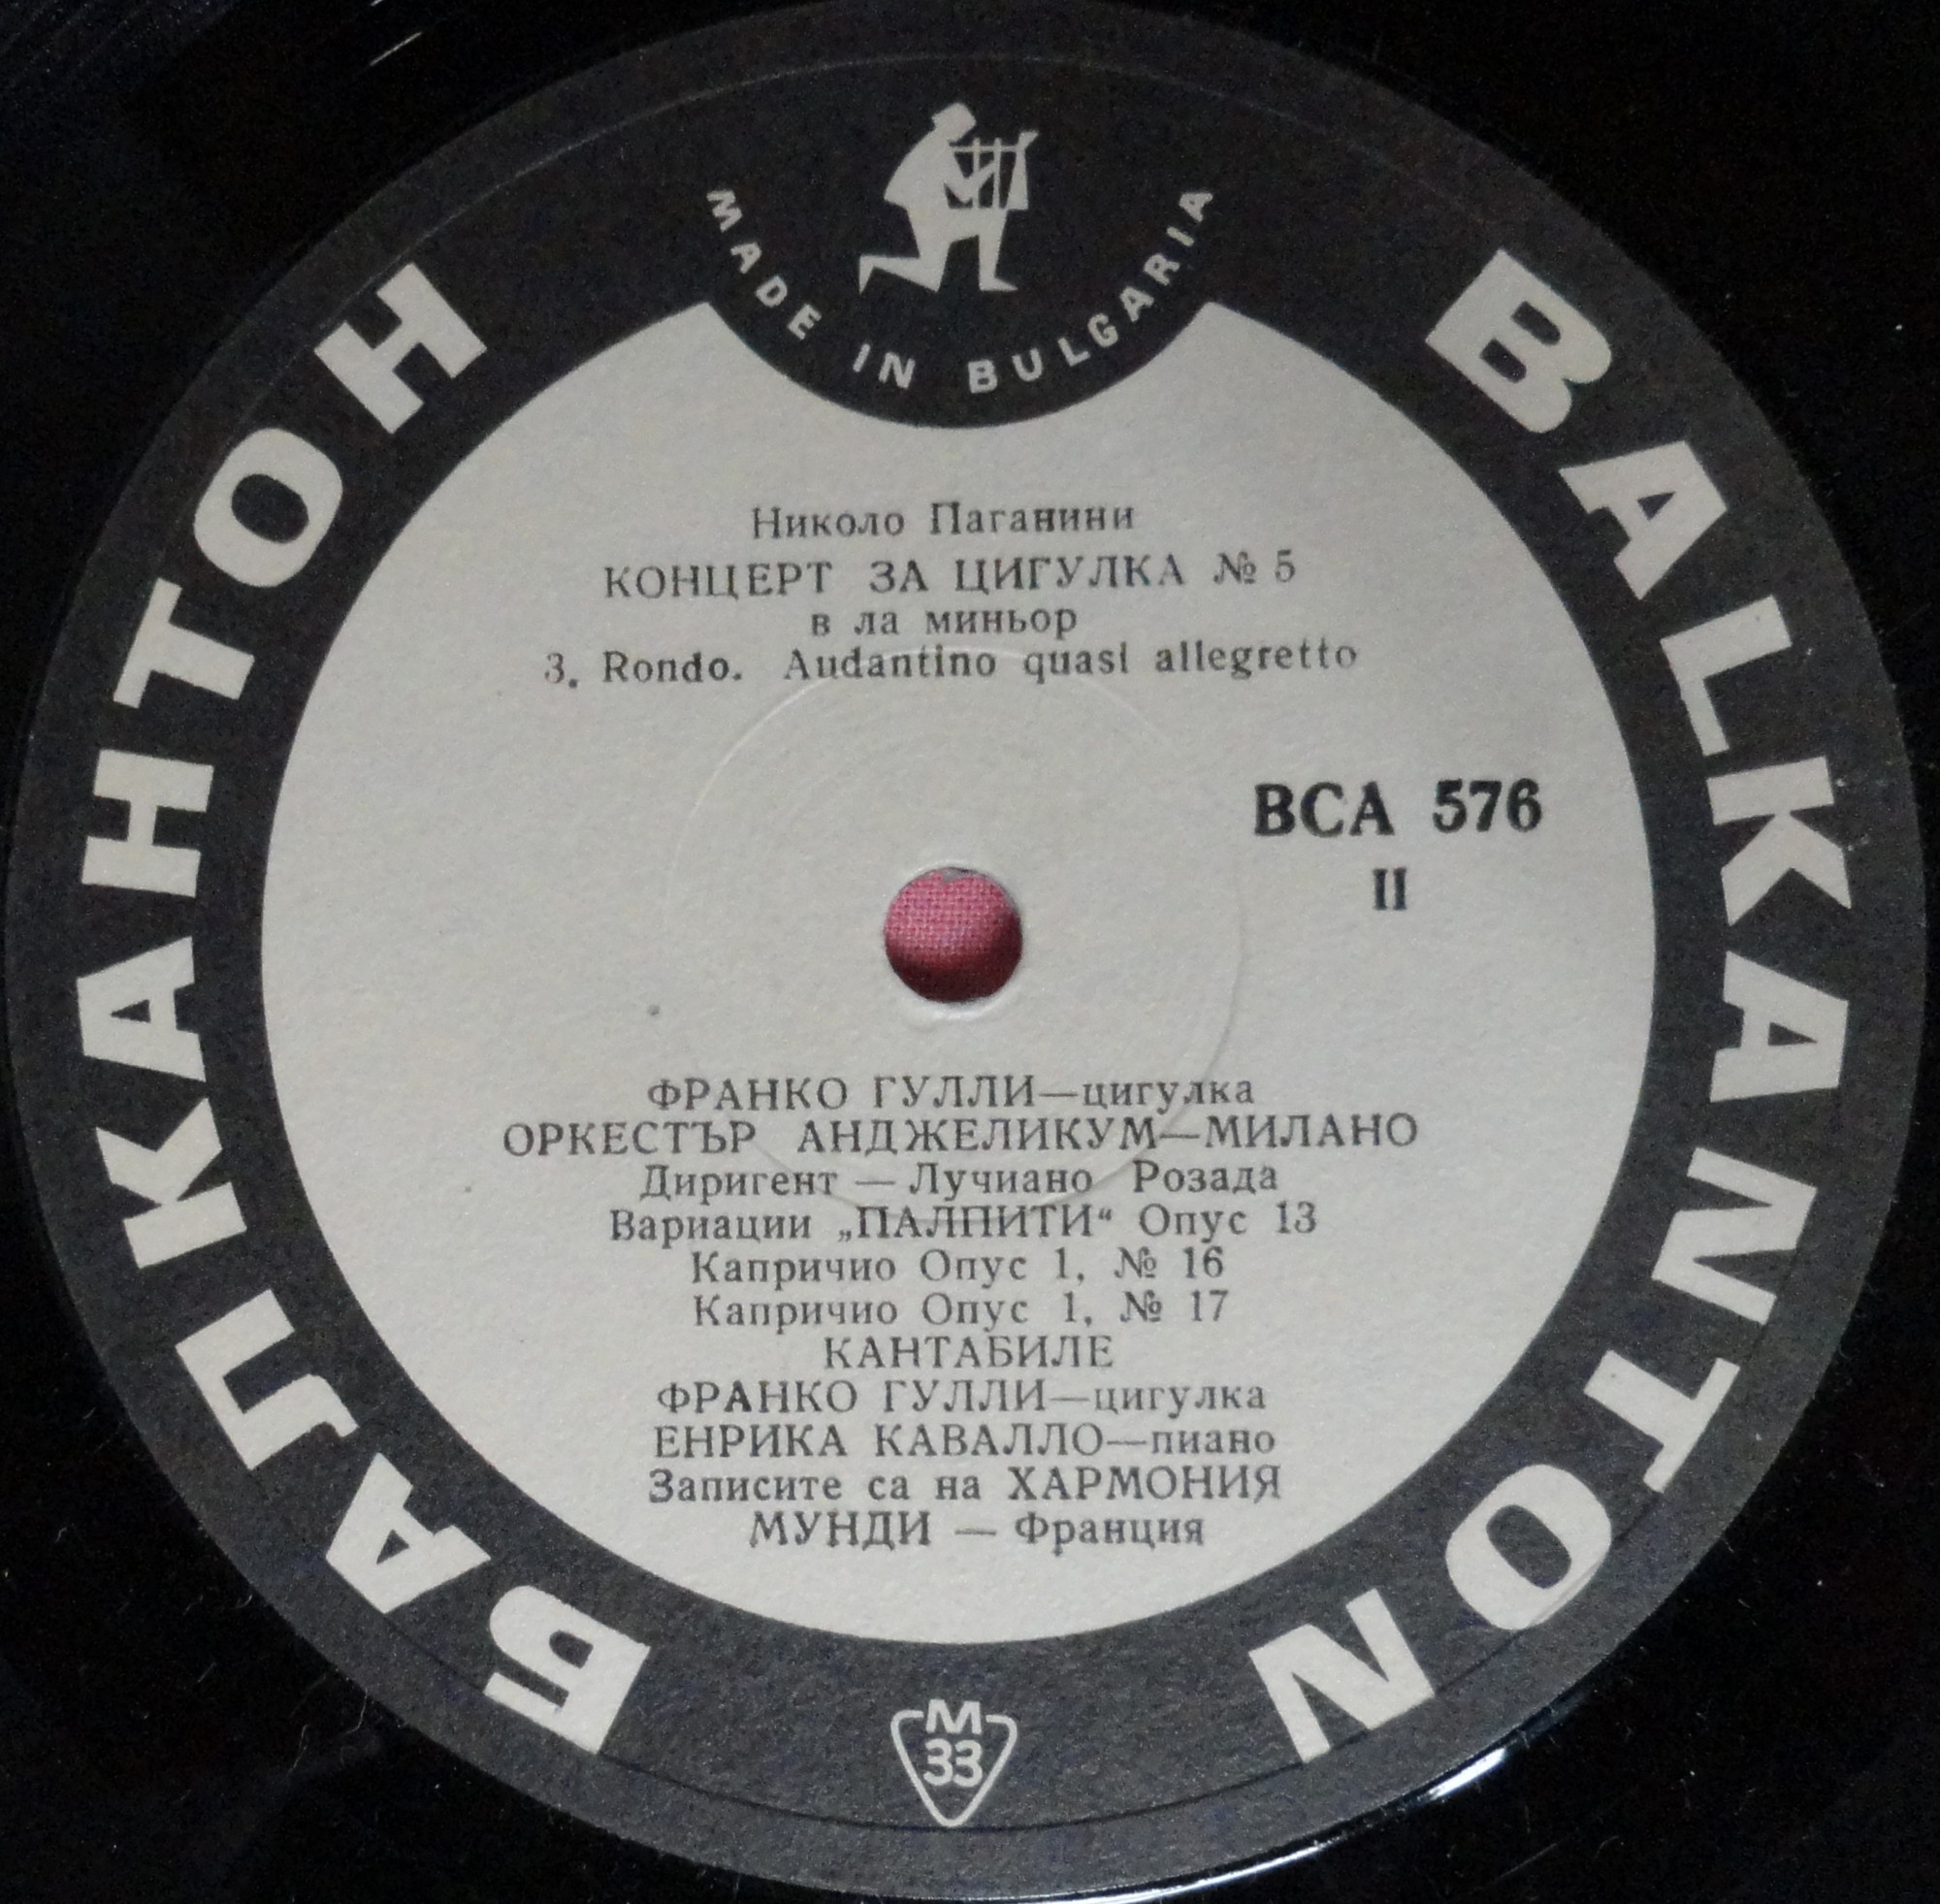 MADE IN BULGARIA
БАЛКАНТОН
BALKANTON
Николо Паганини
КОНЦЕРТ ЗА ЦИГУЛКА № 5
в ла миньор
3. Rondo. Audantino quasi allegretto
ВСА 576
II
ФРАНКО ГУЛЛИ—цигулка
ОРКЕСТЪР АНДЖЕЛИКУМ—МИЛАНО
Диригент — Лучиано Розада
Вариации „ПАЛПИТИ“ Опус 13
Капричио Опус 1, № 16
Капричио Опус 1, № 17
КАНТАБИЛЕ
ФРАНКО ГУЛЛИ—цигулка
ЕНРИКА КАВАЛЛО—пиано
Записите са на ХАРМОНИЯ
МУНДИ — Франция
М
33